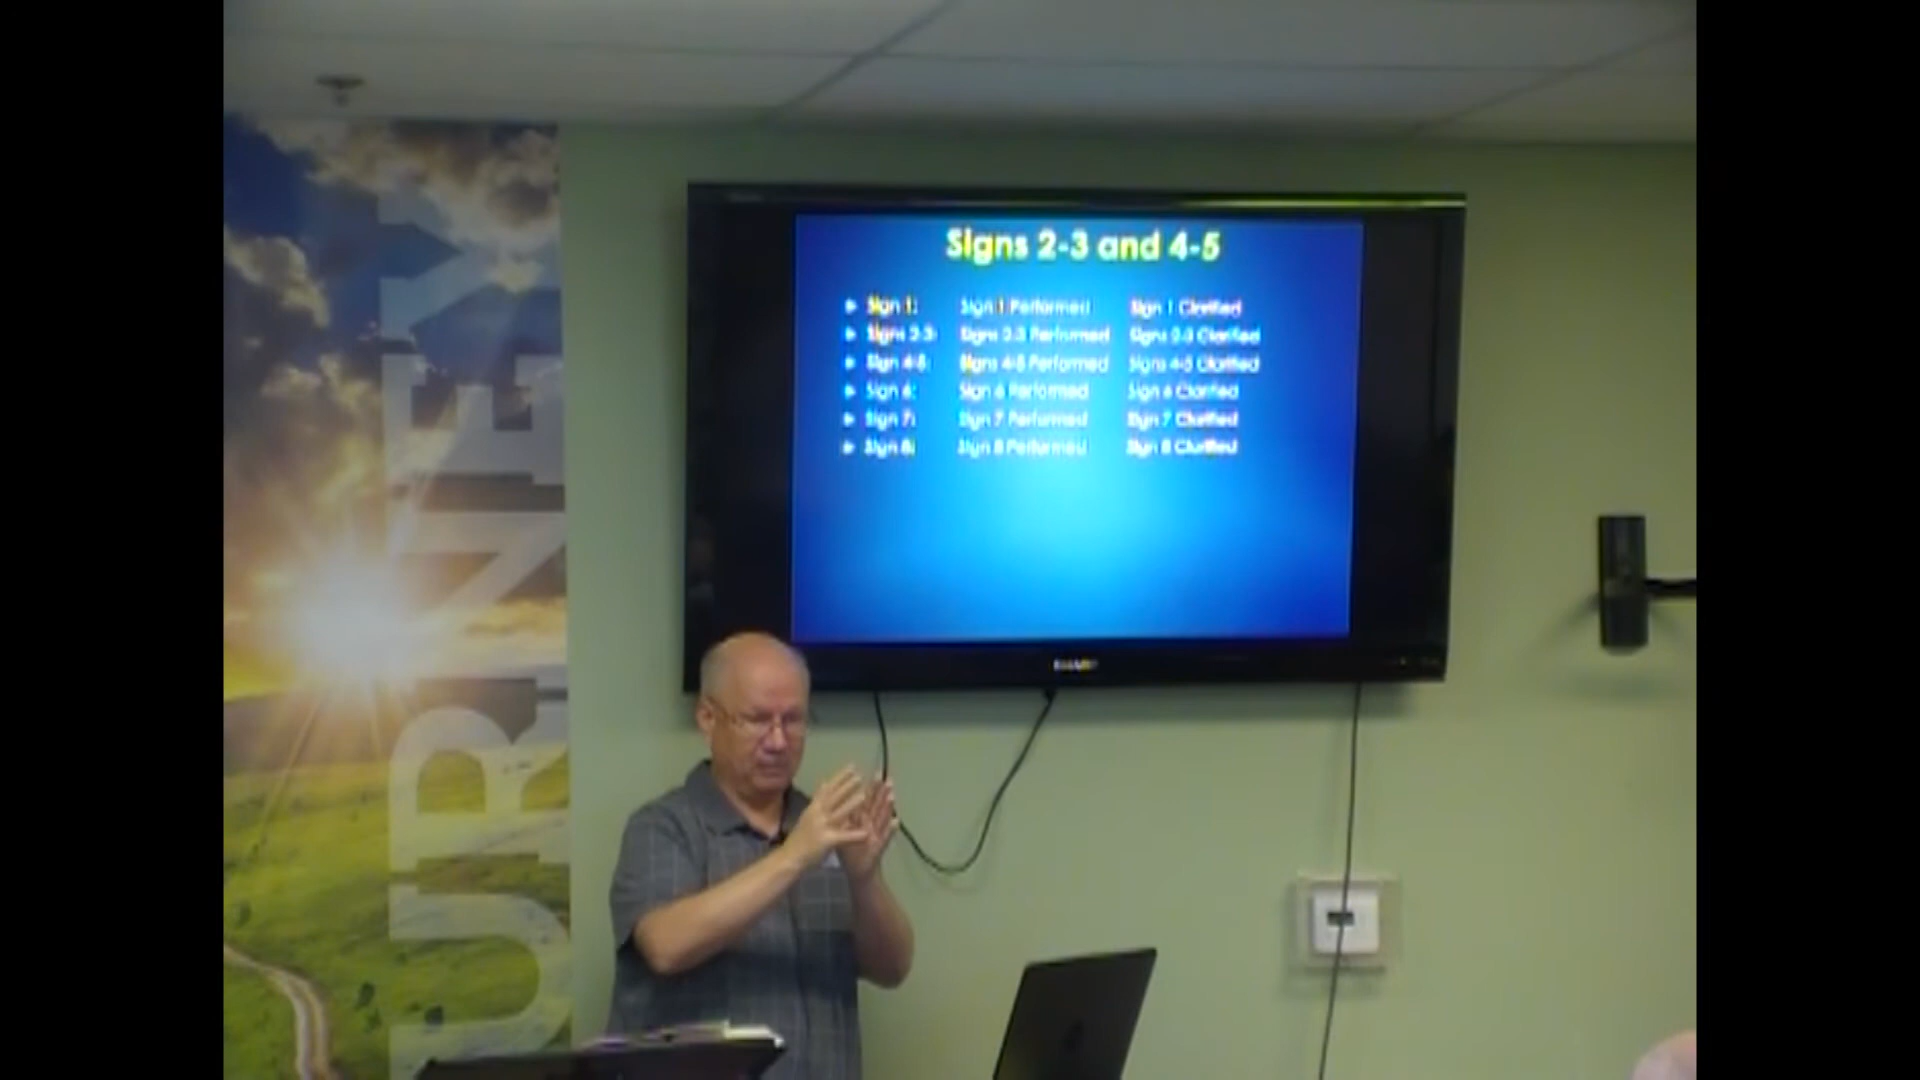 Signs 2-3 and 4-5
Sign 1: Sign 1 Performed Sign 1 Clarified
Signs 2-3: Signs 2-3 Performed Signs 2-3 Clarified
Sign 4-5: Signs 4-5 Performed Signs 4-5 Clarified
Sign 6: Sign 6 Performed Sign 6 Clarified
Sign 7: Sign 7 Performed Sign 7 Clarified
Sign 8: Sign 8 Performed Sign 8 Clarified
SHARP
URNEY